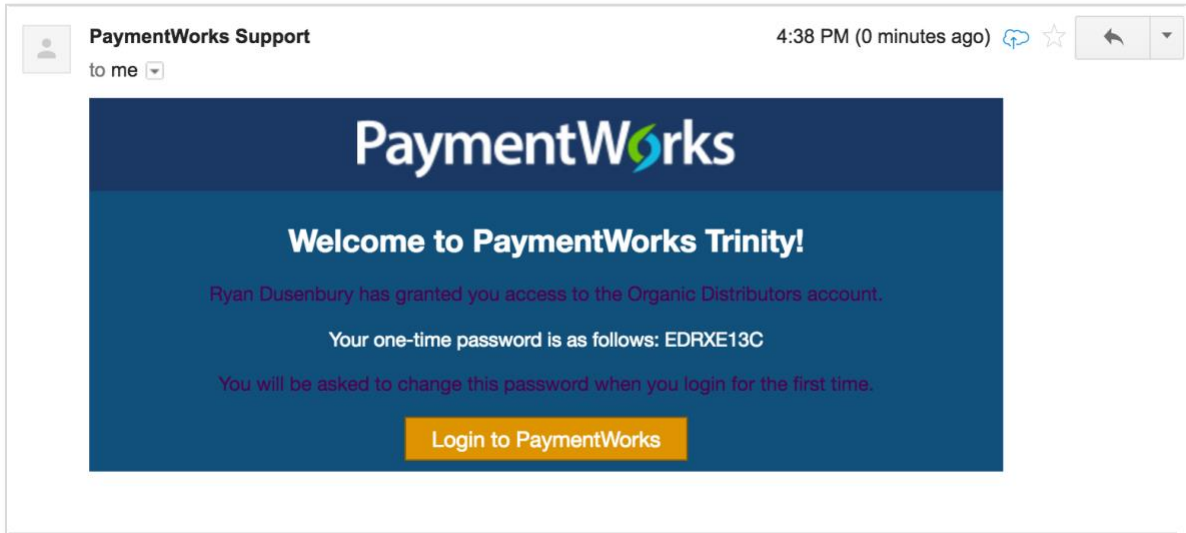 PaymentWorks Support
4:38 PM (0 minutes ago)
to me
PaymentWorks
Welcome to PaymentWorks Trinity!
Ryan Dusenbury has granted you access to the Organic Distributors account.
Your one-time password is as follows: EDRXE13C
You will be asked to change this password when you login for the first time.
Login to PaymentWorks